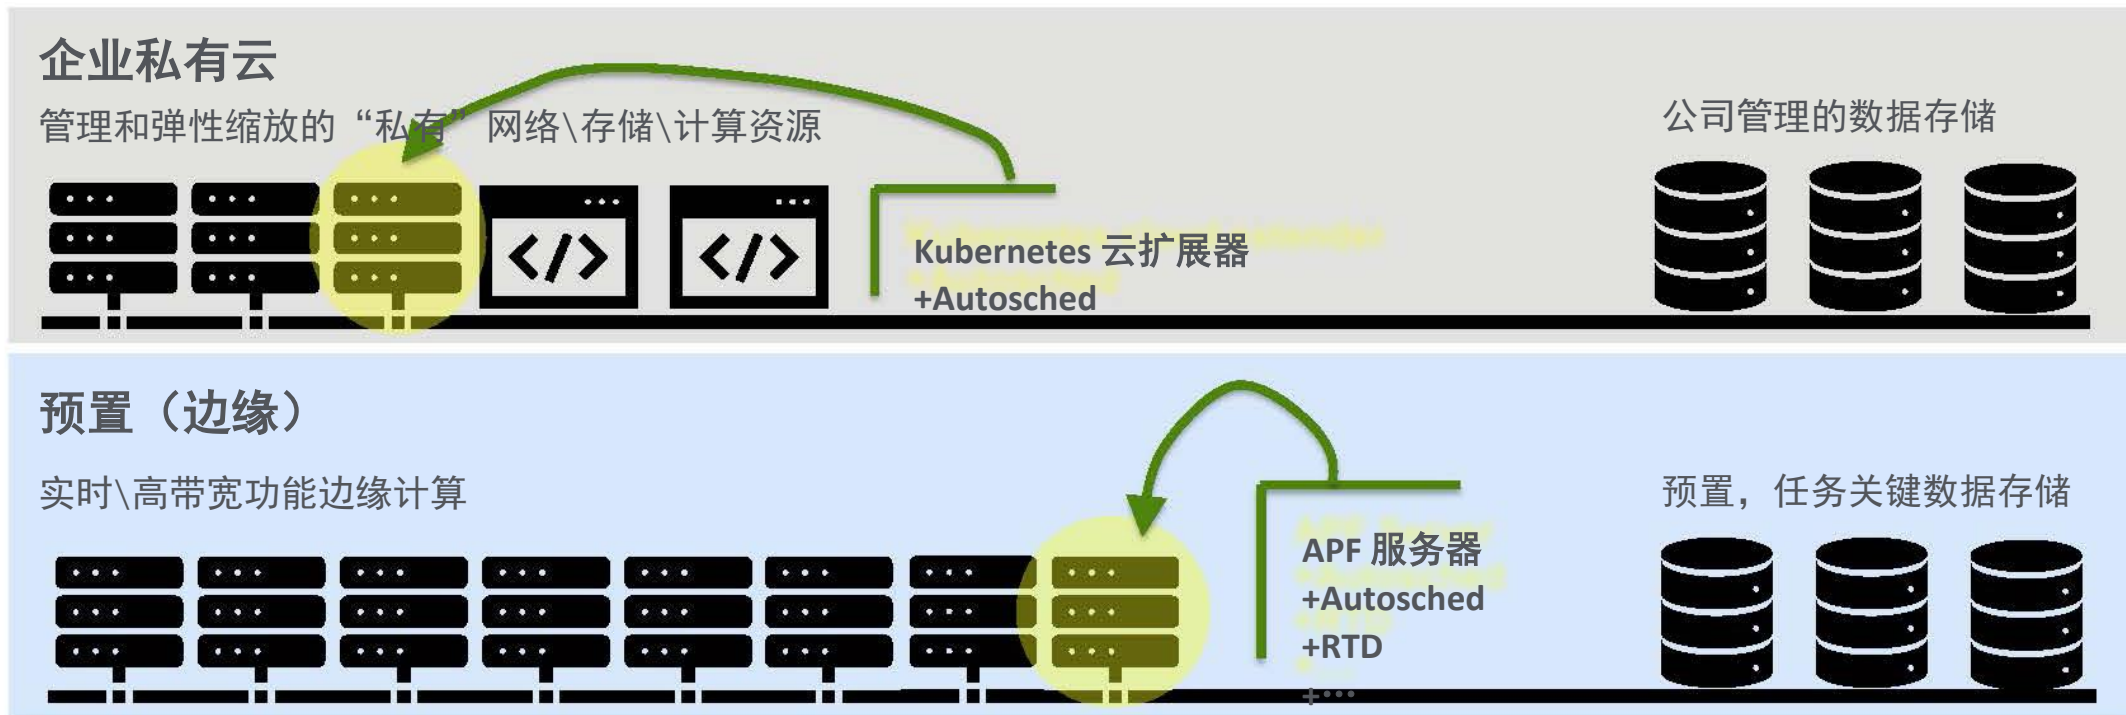 企业私有云
管理和弹性缩放的“私有”网络\存储\计算资源
公司管理的数据存储
</>
</>
Kubernetes 云扩展器
+Autosched
预置（边缘）
实时\高带宽功能边缘计算
预置，任务关键数据存储
APF 服务器
+Autosched
+RTD
+…